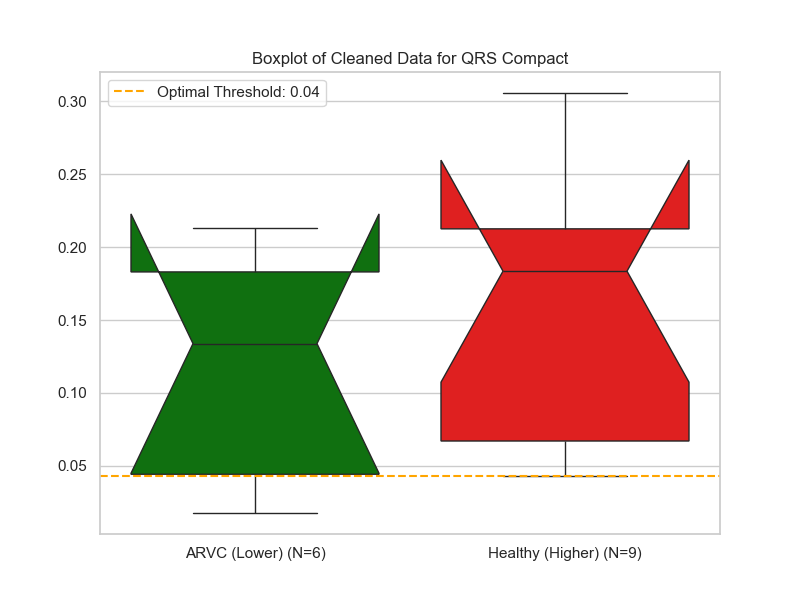 Boxplot of Cleaned Data for QRS Compact
Optimal Threshold: 0.04
0.30
0.25
0.20
0.15
0.10
0.05
ARVC (Lower) (N=6)
Healthy (Higher) (N=9)